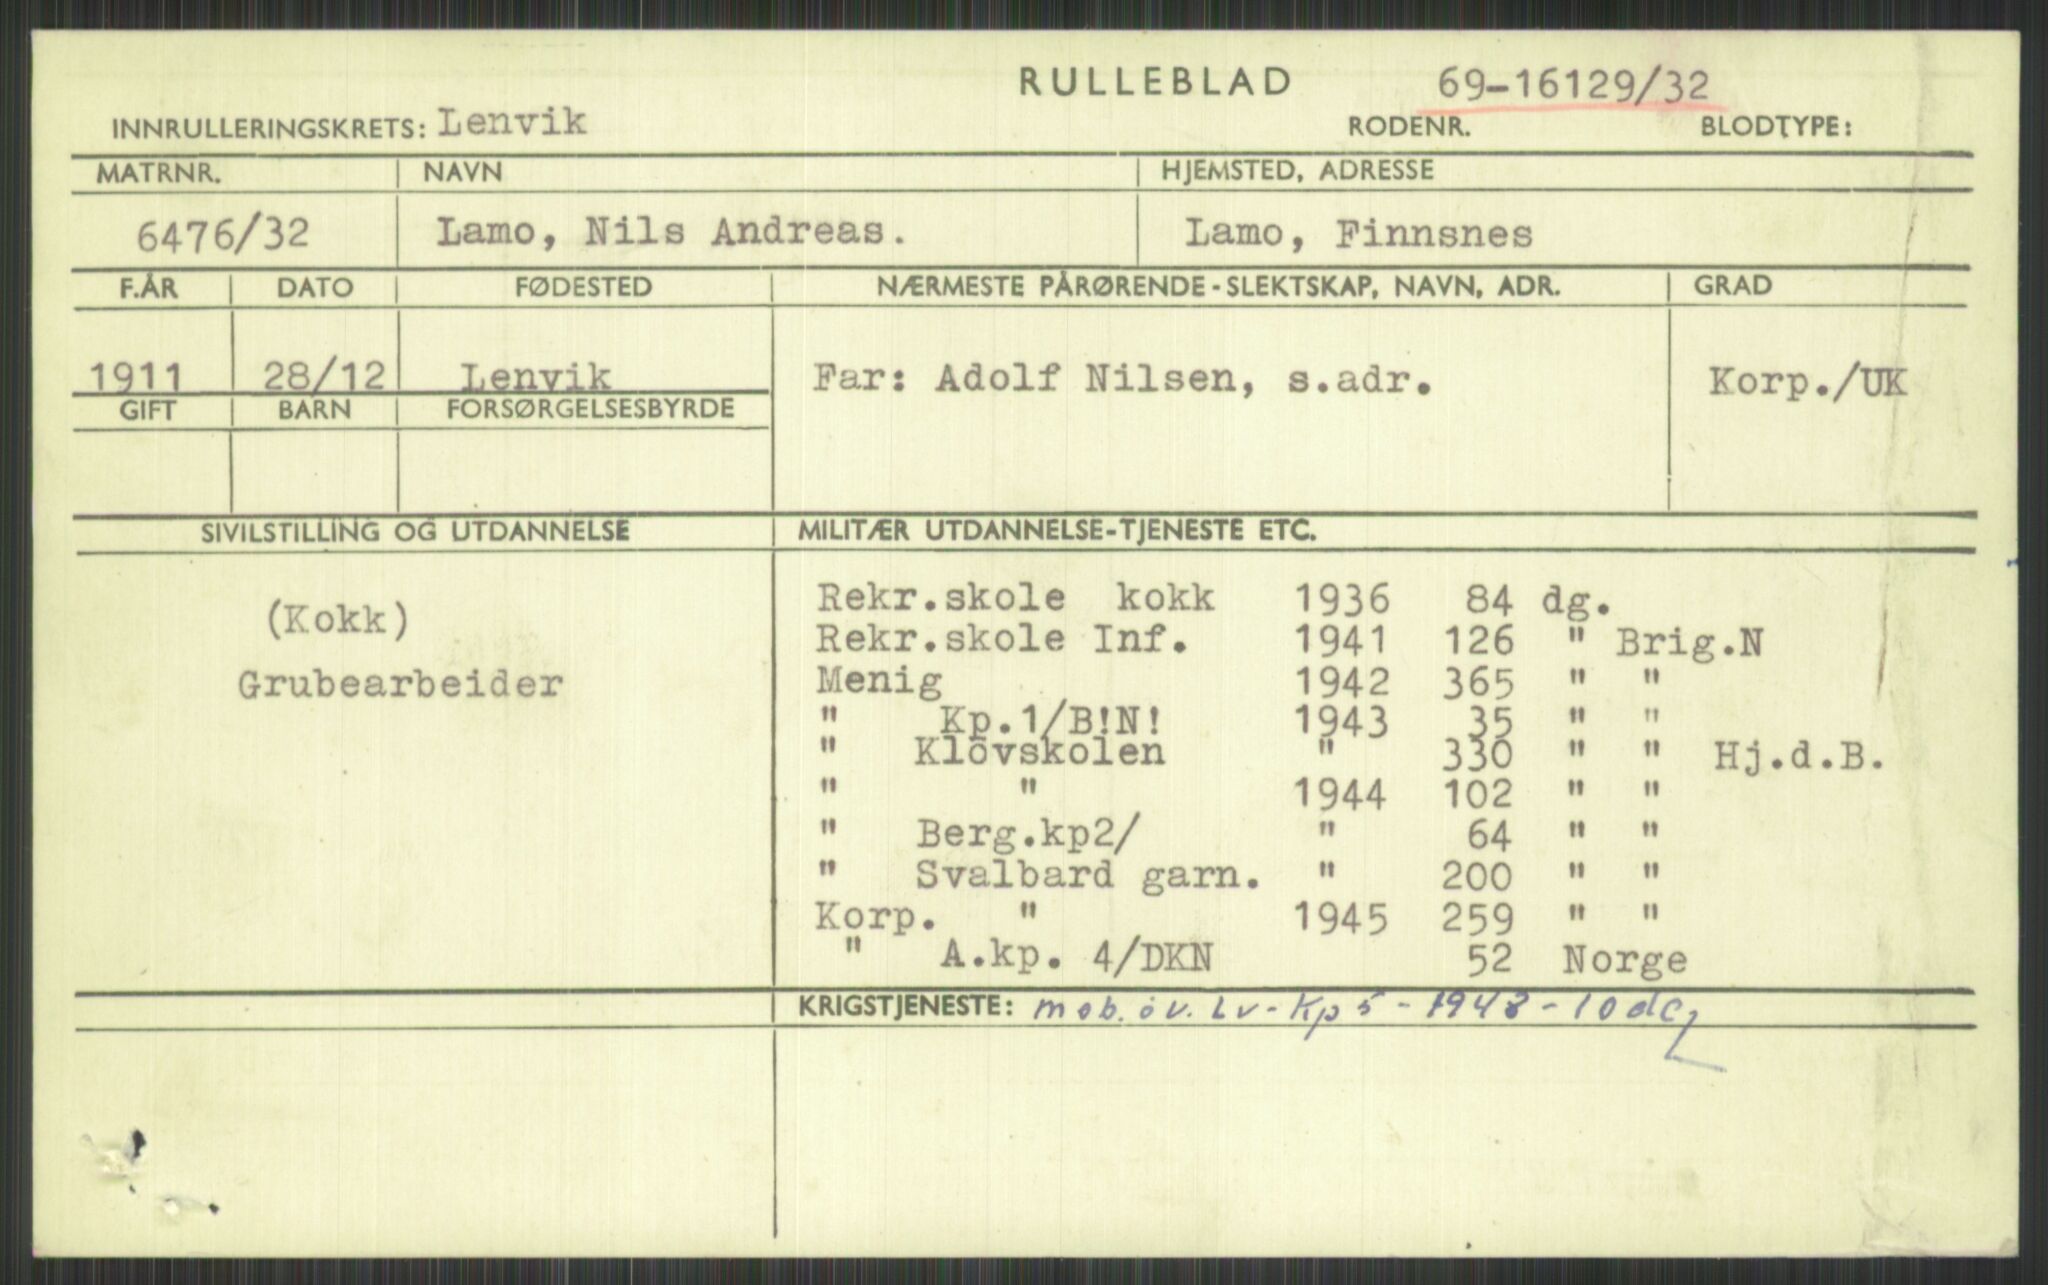 RULLEBLAD 69-16129/32
INNRULLERINGSKRETS: Lenvik RODENR. BLODTYPE:
MATRNR. NAVN HJEMSTED, ADRESSE
6476/32 Lamo, Nils Andreas. Lamo, Finnsnes
F.ÅR DATO FØDESTED NÆRMESTE PÅRØRENDE-SLEKTSKAP, NAVN, ADR. GRAD
1911 28/12 Lenvik Far: Adolf Nilsen, s.adr. Korp./UK
GIFT BARN FORSØRGELSESBYRDE
SIVILSTILLING OG UTDANNELSE MILITÆR UTDANNELSE-TJENESTE ETC.
(Kokk)
Grubearbeider
Rekr.skole kokk 1936 84 dg.
Rekr.skole Inf. 1941 126 " Brig.N
Menig 1942 365 " "
" Kp.1/B!N! 1943 35 " "
" Klövskolen " 330 " " Hj.d.B.
" " 1944 102 " "
" Berg.kp2/ " 64 " "
" Svalbard garn. " 200 " "
Korp. " 1945 259 " "
" A.kp. 4/DKN 52 Norge
KRIGSTJENESTE: mob.öv. Lv-Kp 5 - 1948 - 10 dg